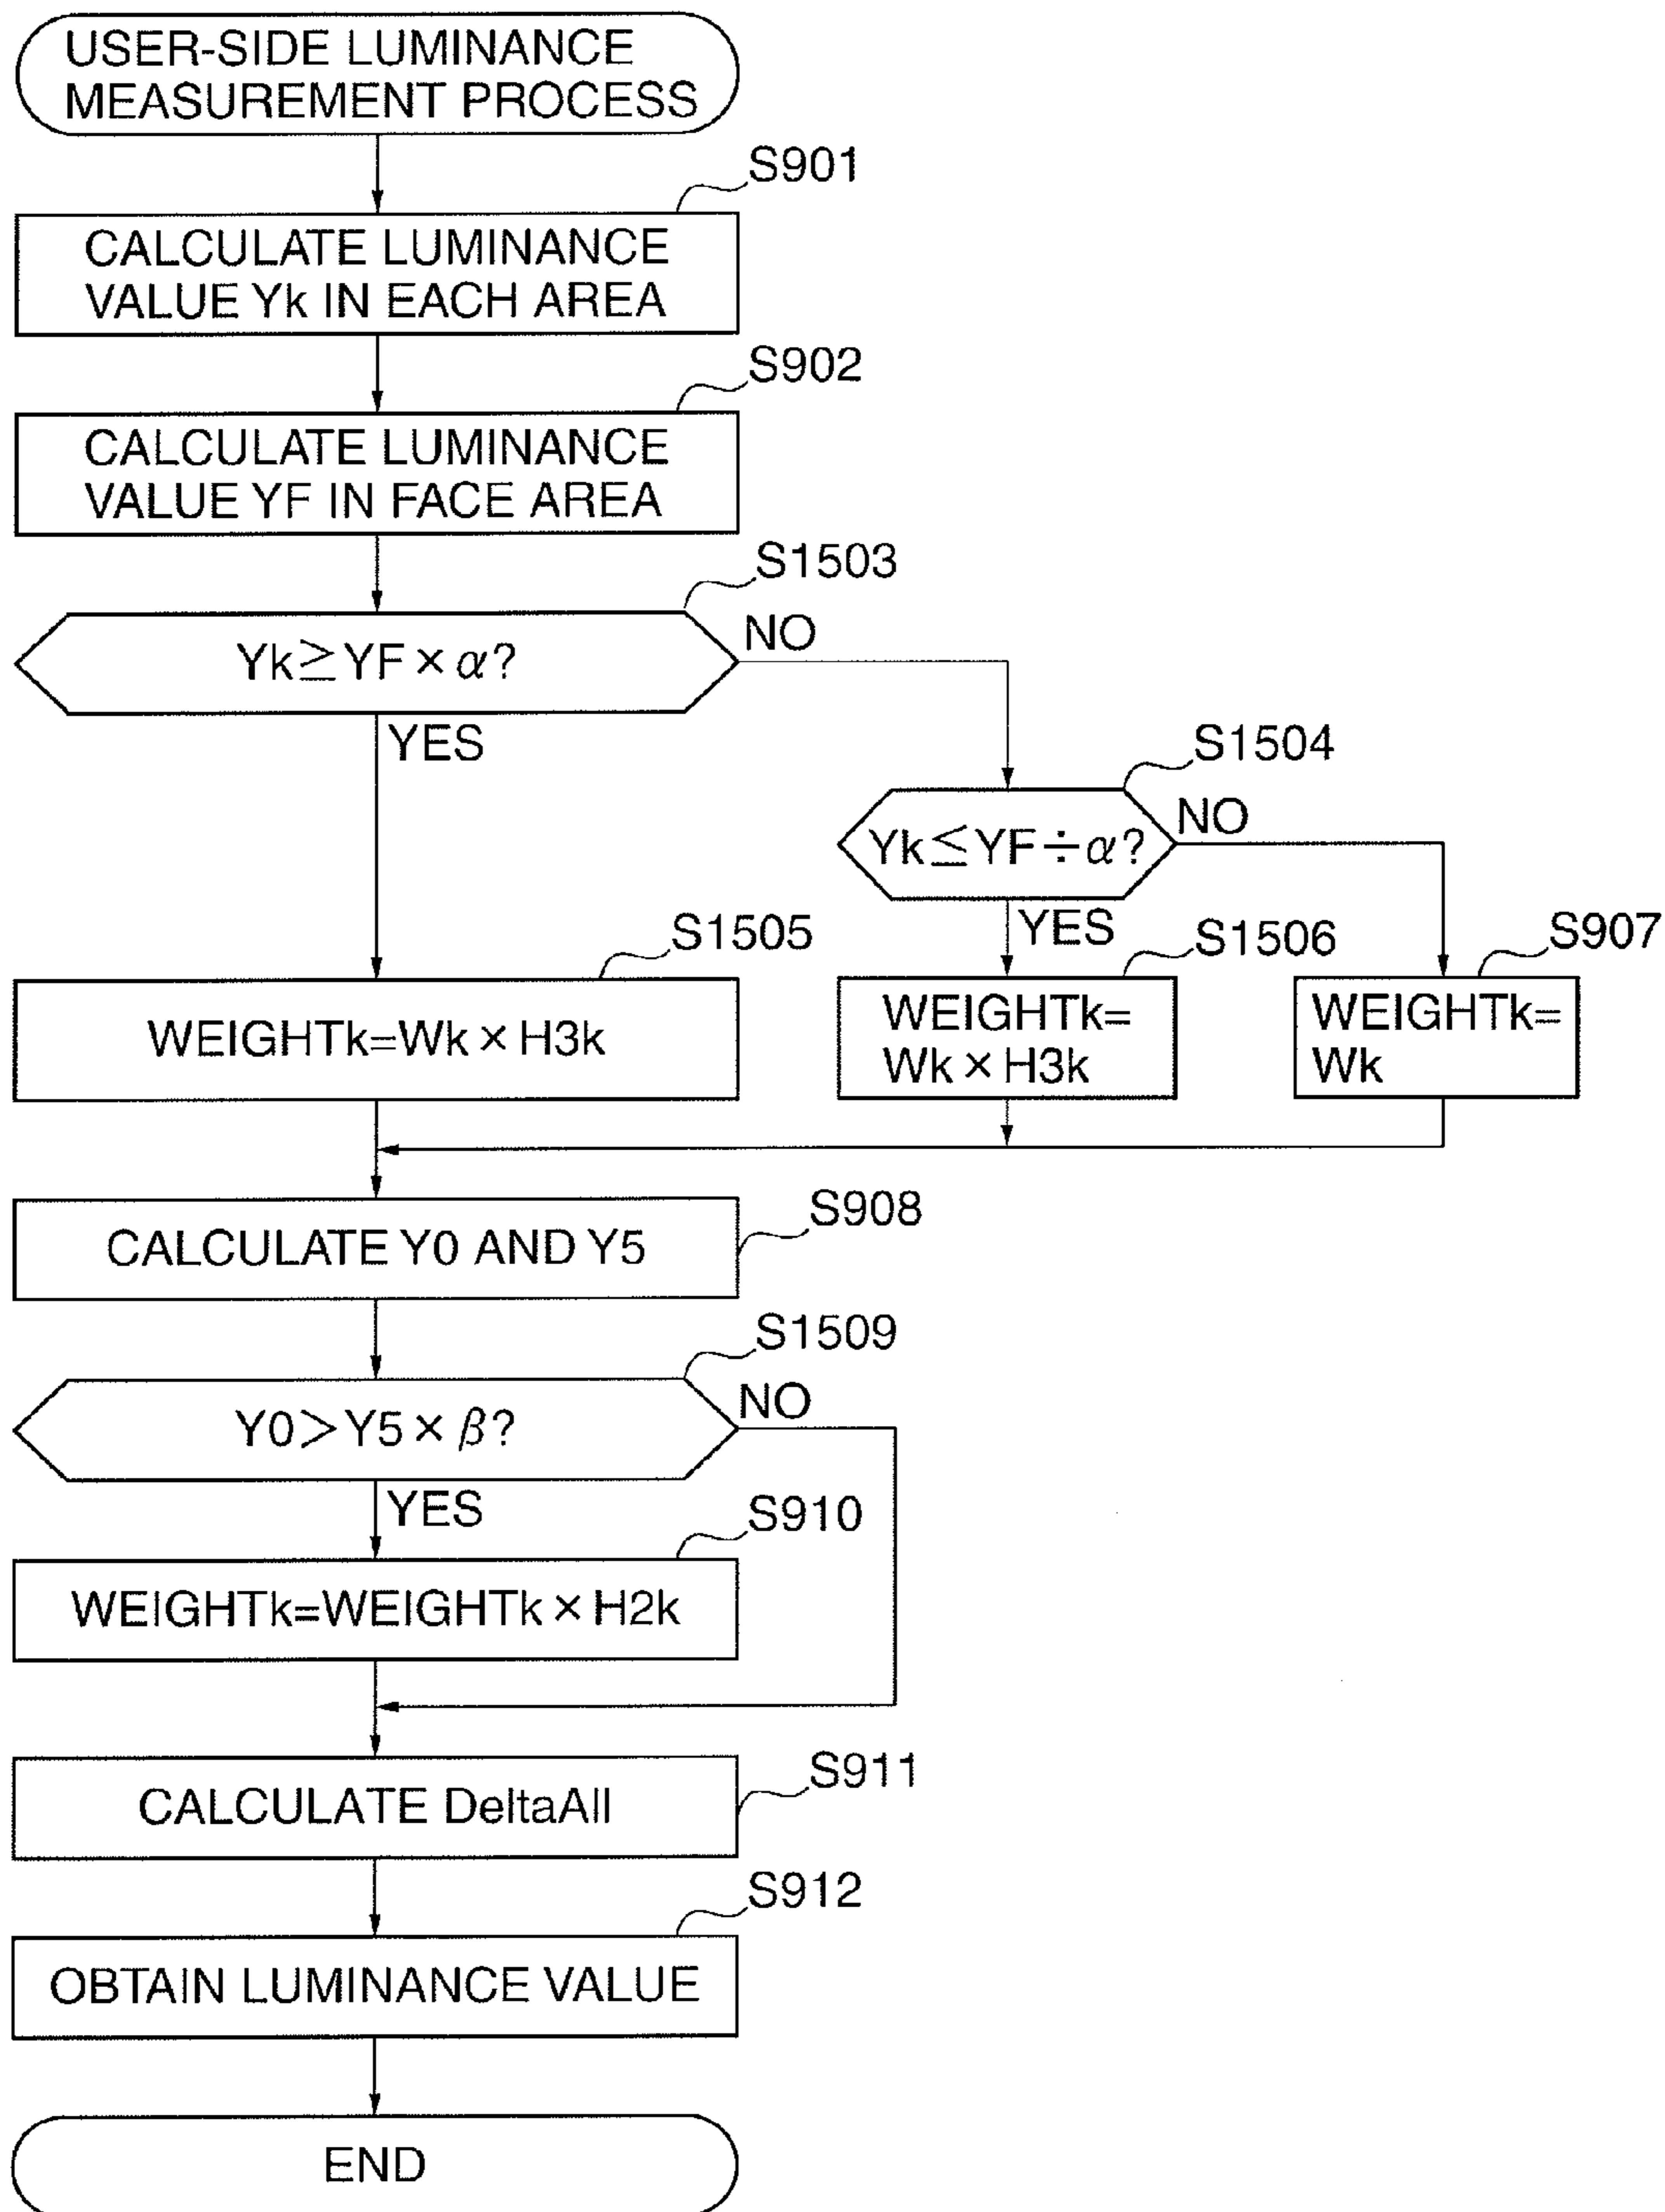 USER-SIDE LUMINANCE
MEASUREMENT PROCESS
S901
CALCULATE LUMINANCE
VALUE Yk IN EACH AREA
S902
CALCULATE LUMINANCE
VALUE YF IN FACE AREA
S1503
Yk≧YF×α?
NO
YES
S1504
Yk≦YF÷α?
NO
YES
S1505
WEIGHTk=Wk×H3k
S1506
WEIGHTk=
Wk×H3k
S907
WEIGHTk=
Wk
S908
CALCULATE Y0 AND Y5
S1509
Y0>Y5×β?
NO
YES
S910
WEIGHTk=WEIGHTk×H2k
S911
CALCULATE DeltaAll
S912
OBTAIN LUMINANCE VALUE
END